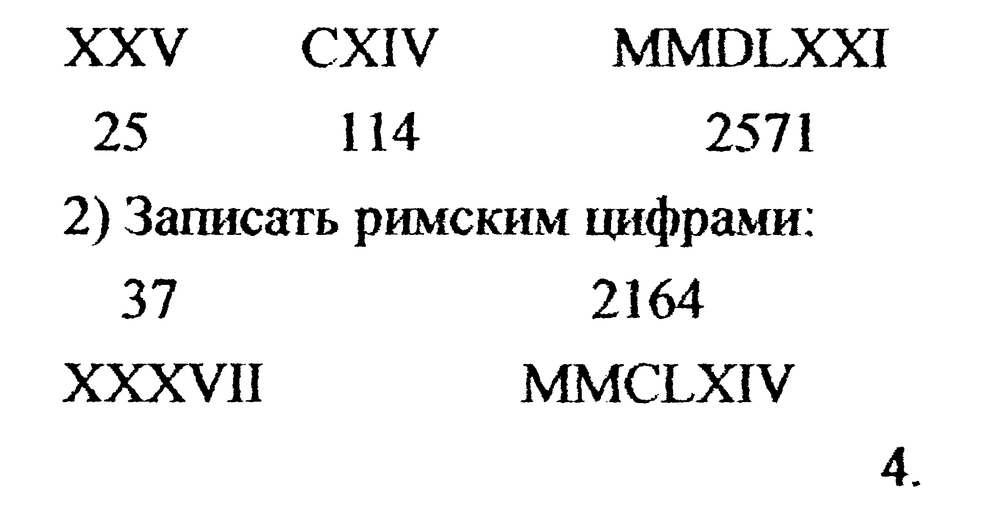 XXV CXIV MMDLXXI
25 114 2571
2) Записать римским цифрами:
37 2164
XXXVII MMCLXIV
4.